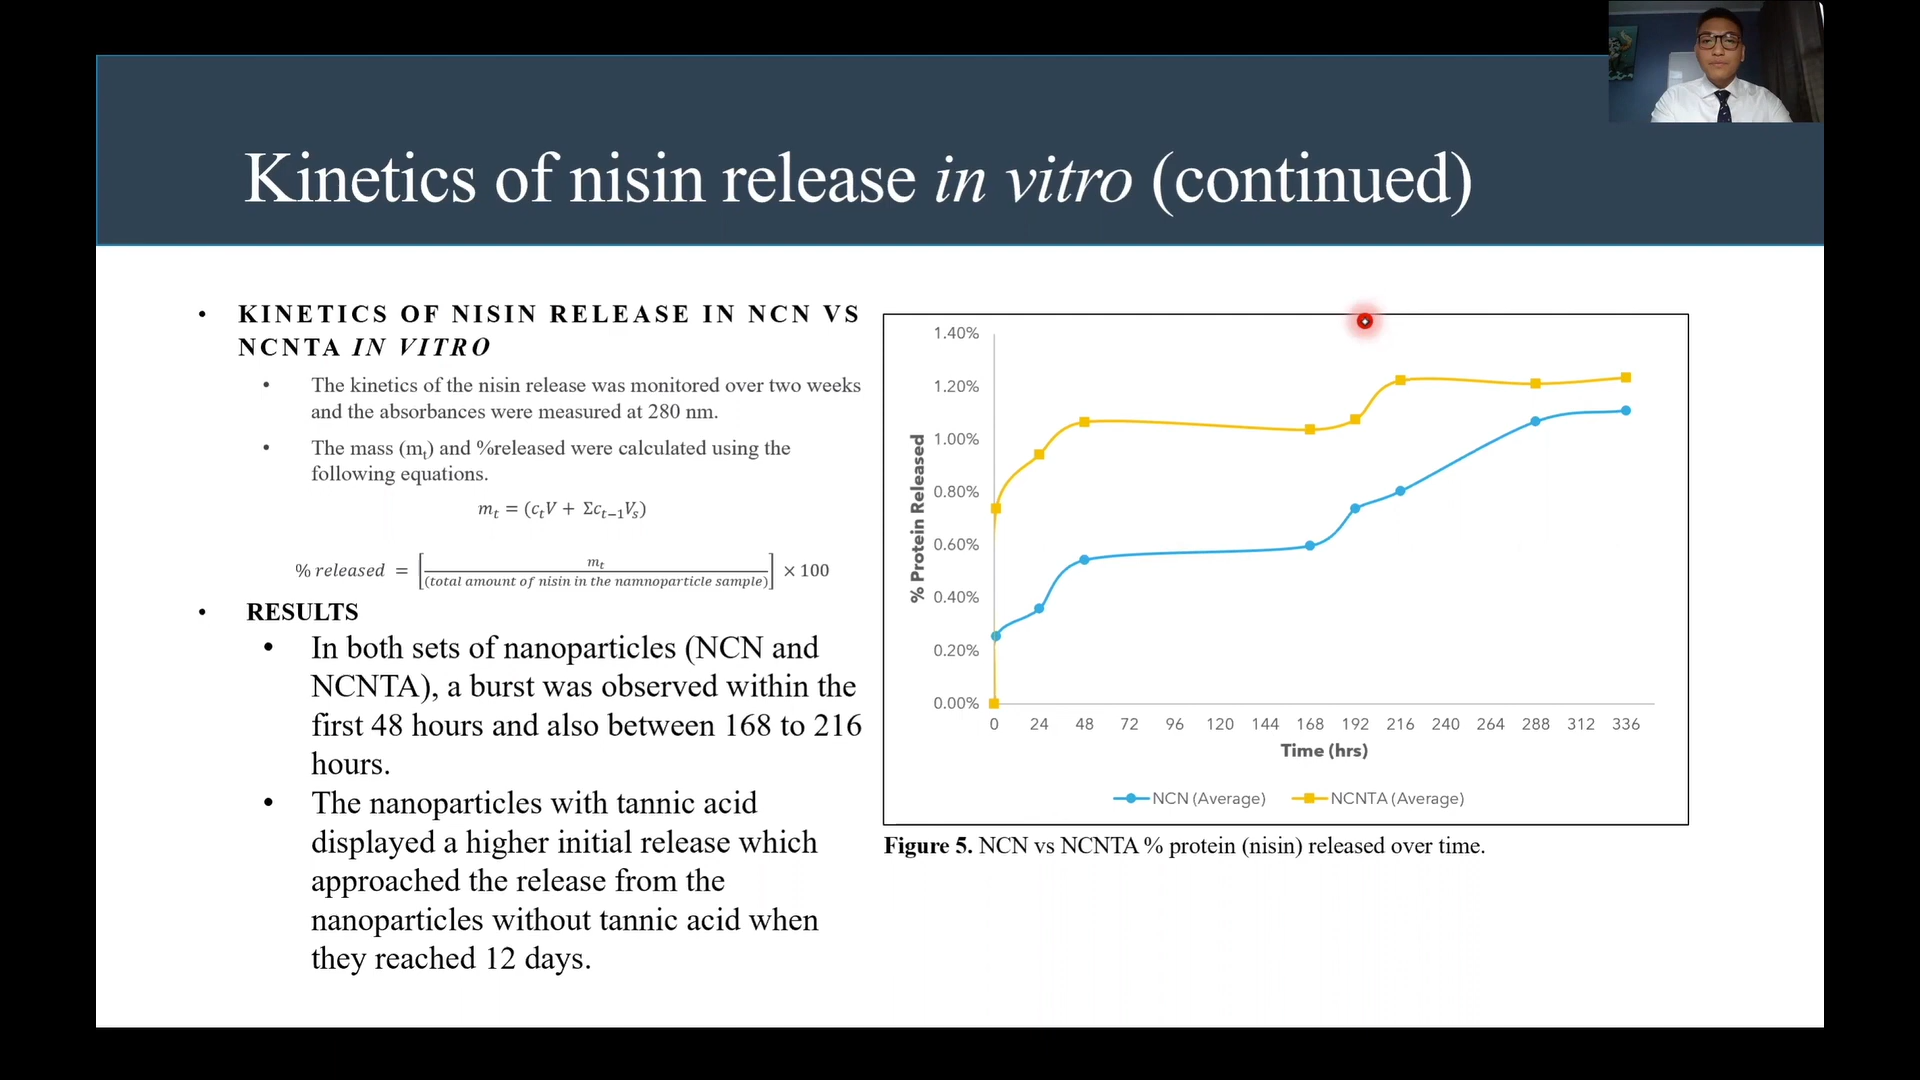 Kinetics of nisin release in vitro (continued)
• KINETICS OF NISIN RELEASE IN NCN VS
NCNTA IN VITRO
• The kinetics of the nisin release was monitored over two weeks
and the absorbances were measured at 280 nm.
• The mass (mt) and %released were calculated using the
following equations.
mt = (ctV + Σct−1Vs)
% released = [mt / (total amount of nisin in the namnoparticle sample)] × 100
• RESULTS
• In both sets of nanoparticles (NCN and
NCNTA), a burst was observed within the
first 48 hours and also between 168 to 216
hours.
• The nanoparticles with tannic acid
displayed a higher initial release which
approached the release from the
nanoparticles without tannic acid when
they reached 12 days.
% Protein Released
1.40%
1.20%
1.00%
0.80%
0.60%
0.40%
0.20%
0.00%
0 24 48 72 96 120 144 168 192 216 240 264 288 312 336
Time (hrs)
NCN (Average) NCNTA (Average)
Figure 5. NCN vs NCNTA % protein (nisin) released over time.